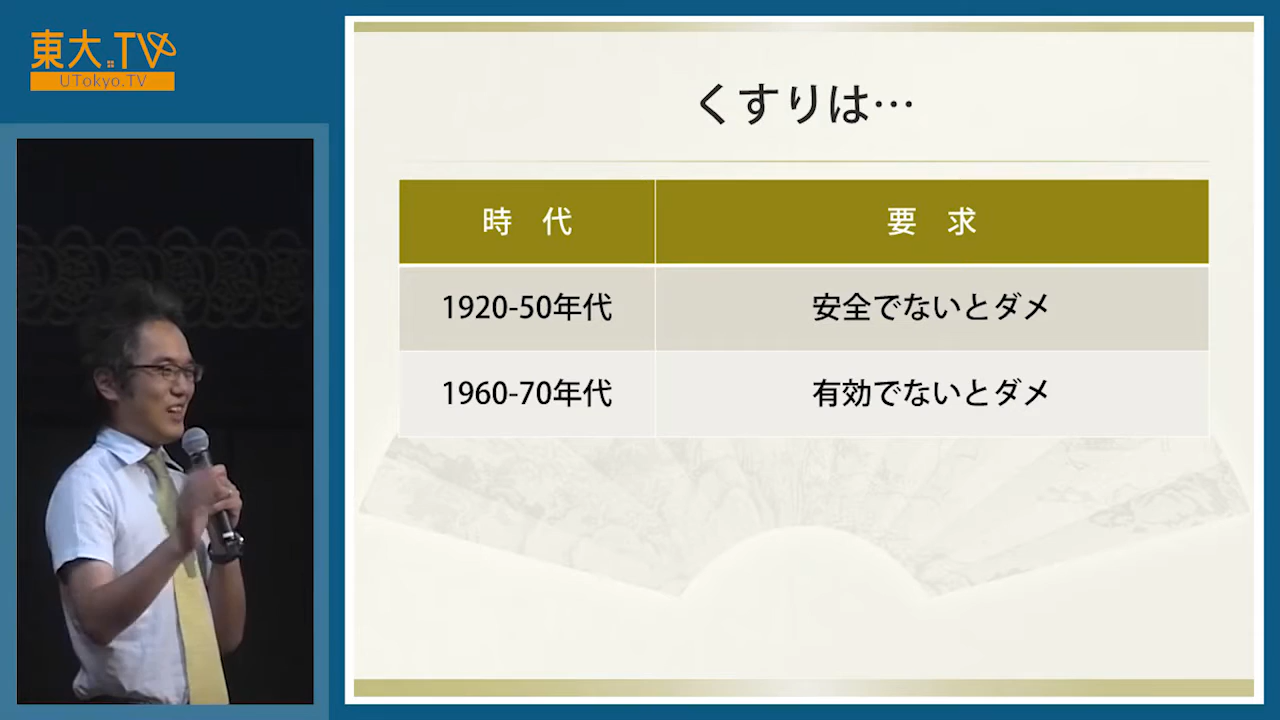 東大.TV
UTokyo.TV
くすりは…
時　代
要　求
1920-50年代
安全でないとダメ
1960-70年代
有効でないとダメ